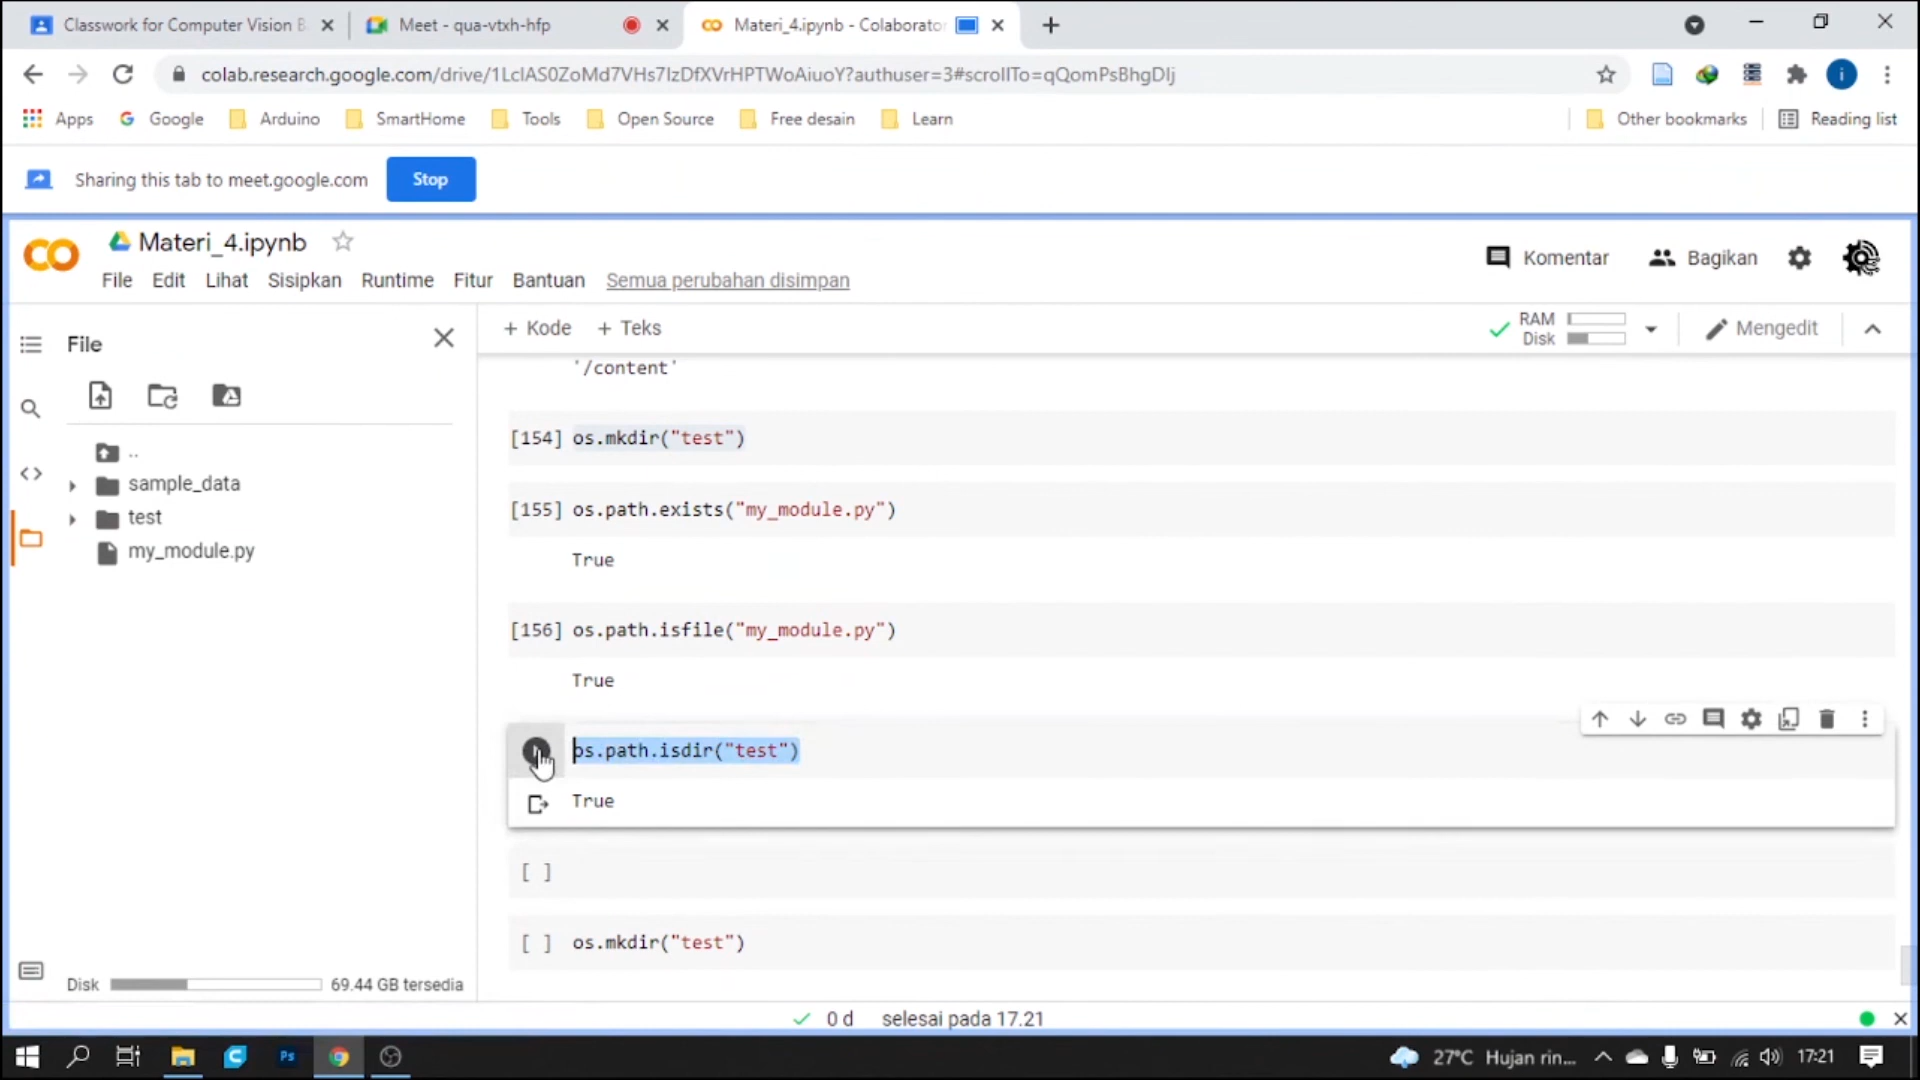 Classwork for Computer Vision B
Meet - qua-vtxh-hfp
Materi_4.ipynb - Colaborator
colab.research.google.com/drive/1LclAS0ZoMd7VHs7IzDfXVrHPTWoAiuoY?authuser=3#scrollTo=qQomPsBhgDIj
i
Apps
Google
Arduino
SmartHome
Tools
Open Source
Free desain
Learn
Other bookmarks
Reading list
Sharing this tab to meet.google.com
Stop
Materi_4.ipynb
Komentar
Bagikan
File Edit Lihat Sisipkan Runtime Fitur Bantuan Semua perubahan disimpan
File
+ Kode + Teks
RAM
Disk
Mengedit
..
sample_data
test
my_module.py
Disk 69.44 GB tersedia
'/content'
[154] os.mkdir("test")
[155] os.path.exists("my_module.py")
True
[156] os.path.isfile("my_module.py")
True
os.path.isdir("test")
True
[ ]
[ ] os.mkdir("test")
0 d selesai pada 17.21
Ps
27°C Hujan rin...
17:21